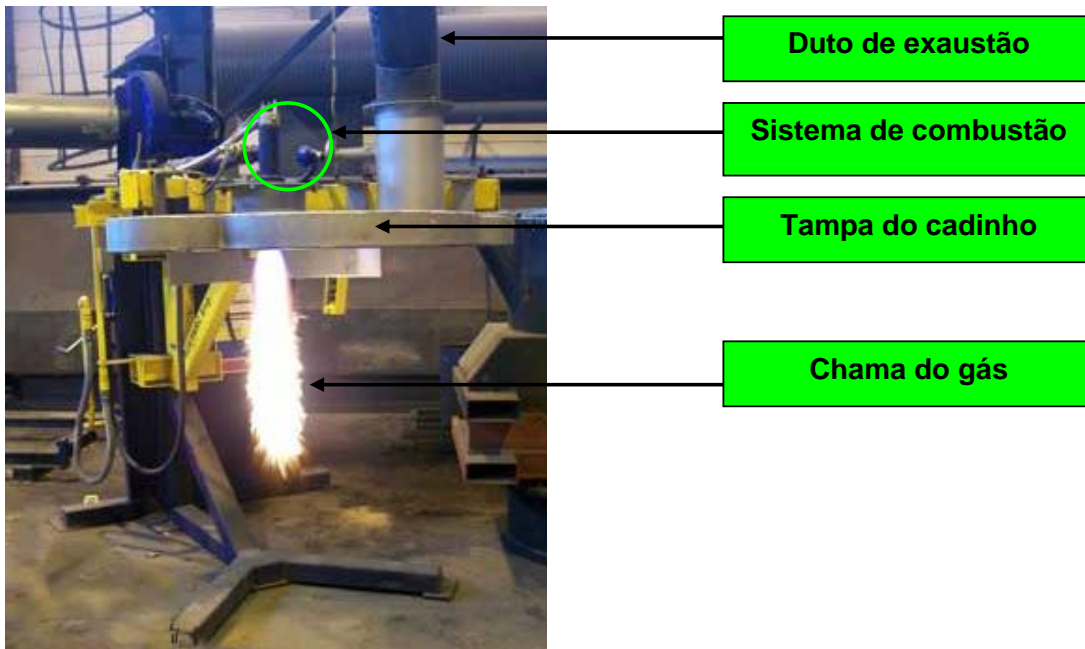 Duto de exaustão
Sistema de combustão
Tampa do cadinho
Chama do gás